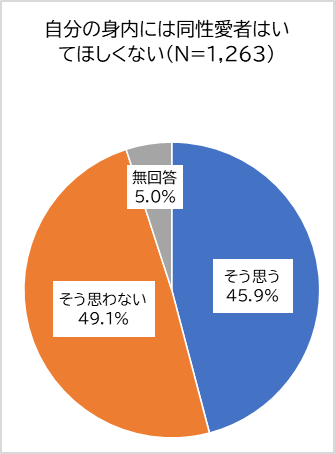 自分の身内には同性愛者はい
てほしくない(N=1,263)
無回答
5.0%
そう思う
45.9%
そう思わない
49.1%